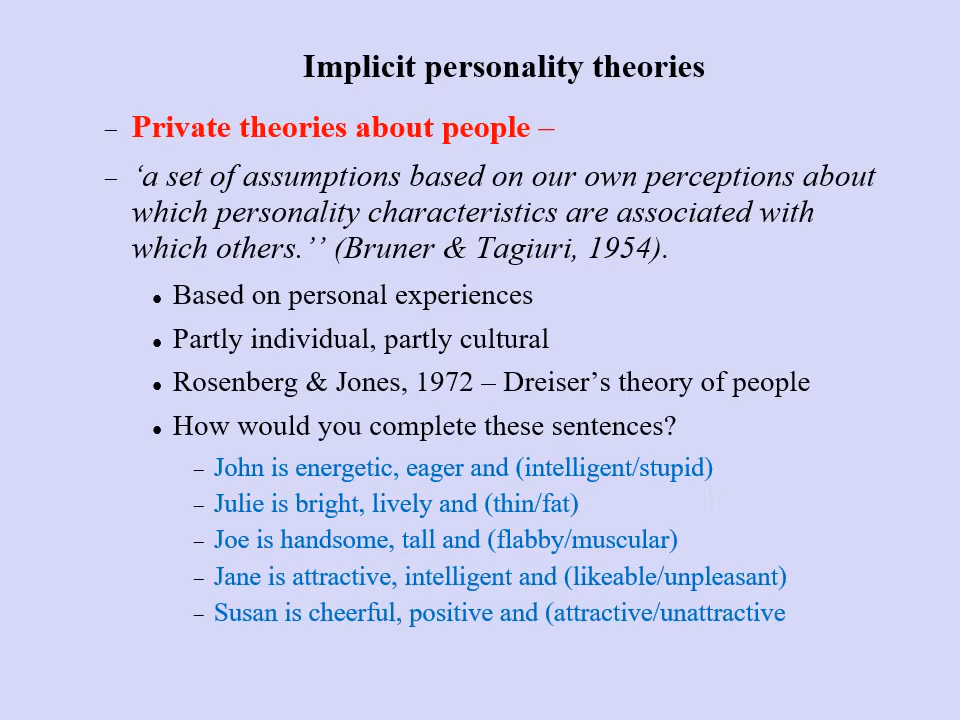 Implicit personality theories
– Private theories about people –
– ‘a set of assumptions based on our own perceptions about
which personality characteristics are associated with
which others.’’ (Bruner & Tagiuri, 1954).
● Based on personal experiences
● Partly individual, partly cultural
● Rosenberg & Jones, 1972 – Dreiser’s theory of people
● How would you complete these sentences?
– John is energetic, eager and (intelligent/stupid)
– Julie is bright, lively and (thin/fat)
– Joe is handsome, tall and (flabby/muscular)
– Jane is attractive, intelligent and (likeable/unpleasant)
– Susan is cheerful, positive and (attractive/unattractive